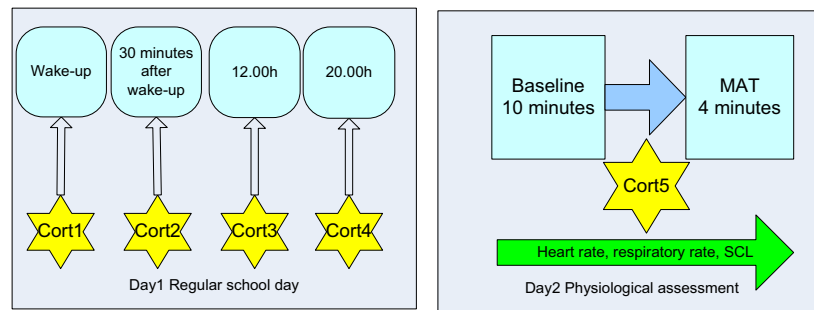 Wake-up
30 minutes
after
wake-up
12.00h
20.00h
Cort1
Cort2
Cort3
Cort4
Day1 Regular school day
Baseline
10 minutes
MAT
4 minutes
Cort5
Heart rate, respiratory rate, SCL
Day2 Physiological assessment